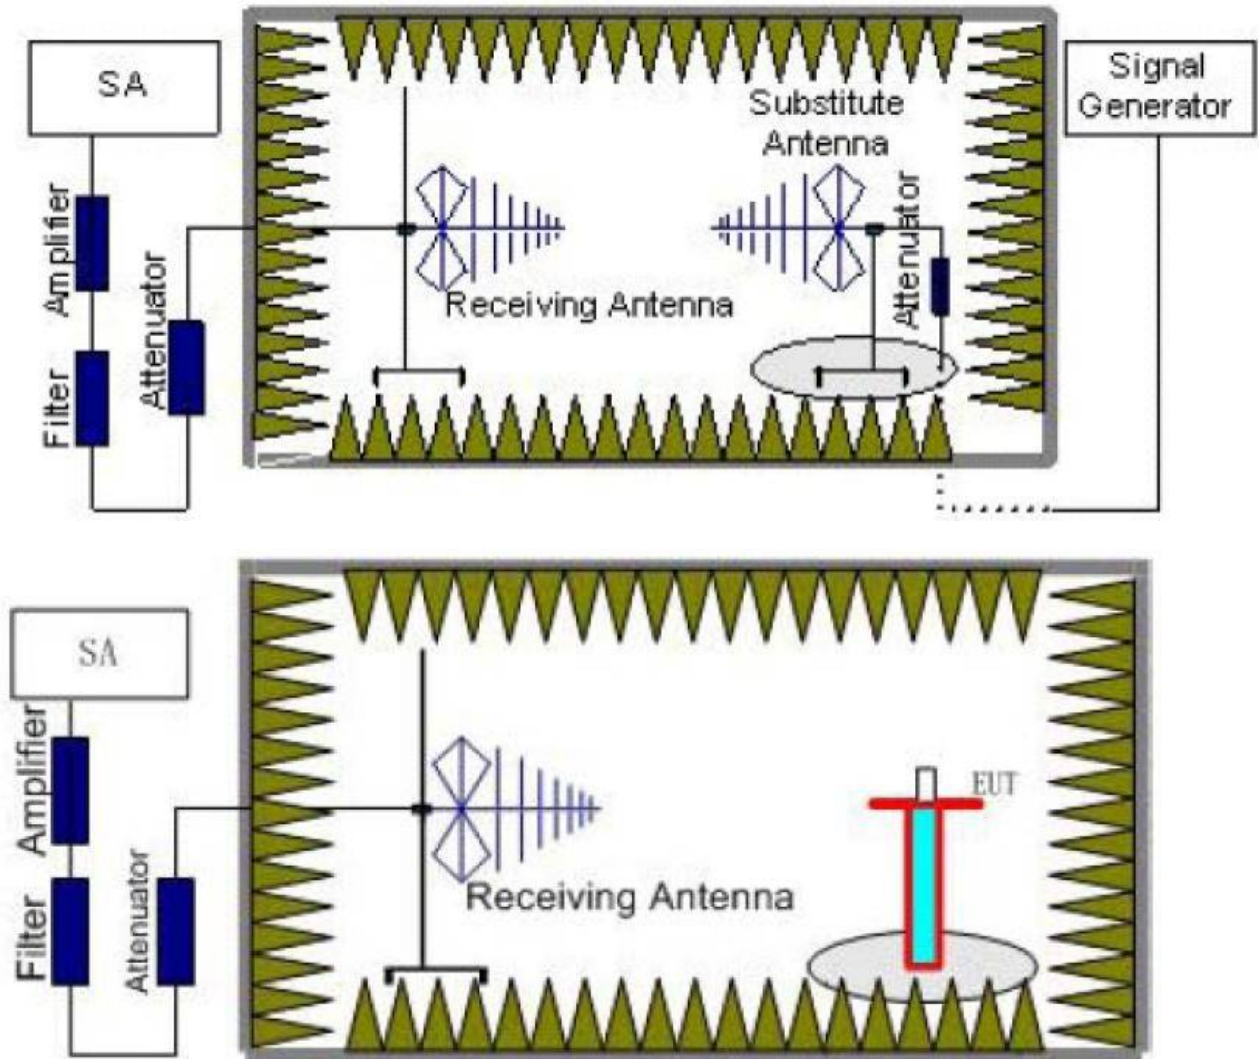 SA
Signal
Generator
Substitute
Antenna
Amplifier
Attenuator
Attenuator
Receiving Antenna
Filter
SA
Amplifier
EUT
Attenuator
Receiving Antenna
Filter